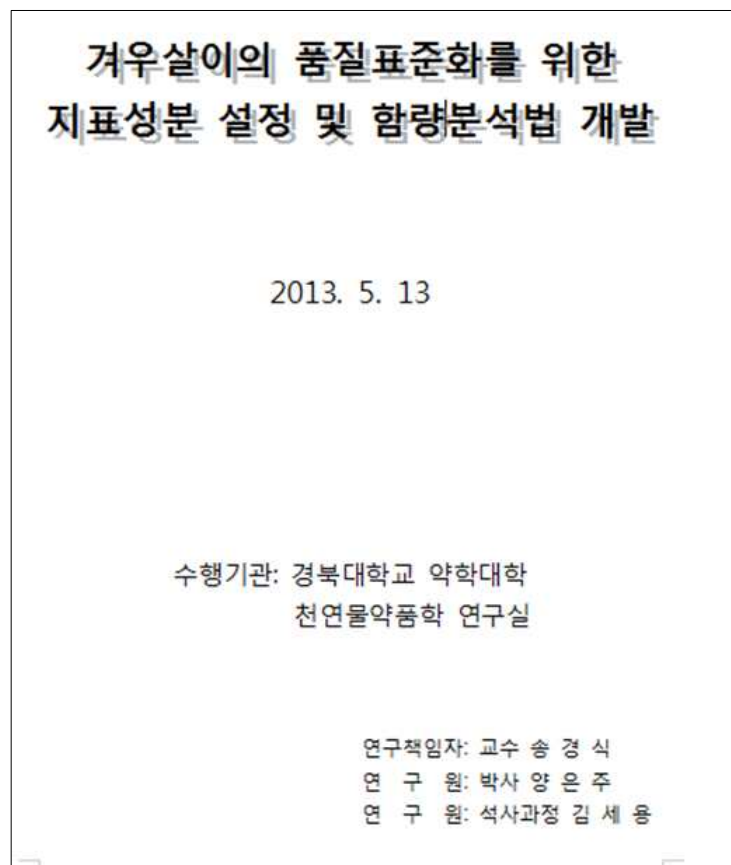 겨우살이의 품질표준화를 위한
지표성분 설정 및 함량분석법 개발
2013. 5. 13
수행기관: 경북대학교 약학대학
천연물약품학 연구실
연구책임자: 교수 송 경 식
연 구 원: 박사 양 은 주
연 구 원: 석사과정 김 세 용